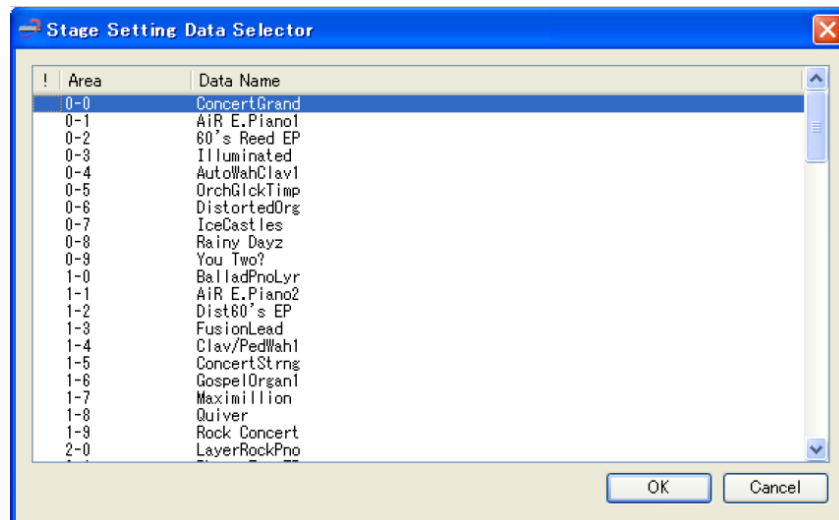 Stage Setting Data Selector
! Area Data Name
0-0 ConcertGrand
0-1 AiR E.Piano1
0-2 60's Reed EP
0-3 Illuminated
0-4 AutoWahClav1
0-5 OrchGlckTimp
0-6 DistortedOrg
0-7 IceCastles
0-8 Rainy Dayz
0-9 You Two?
1-0 BalladPnoLyr
1-1 AiR E.Piano2
1-2 Dist60's EP
1-3 FusionLead
1-4 Clav/PedWah1
1-5 ConcertStrng
1-6 GospelOrgan1
1-7 Maximillion
1-8 Quiver
1-9 Rock Concert
2-0 LayerRockPno
OK Cancel